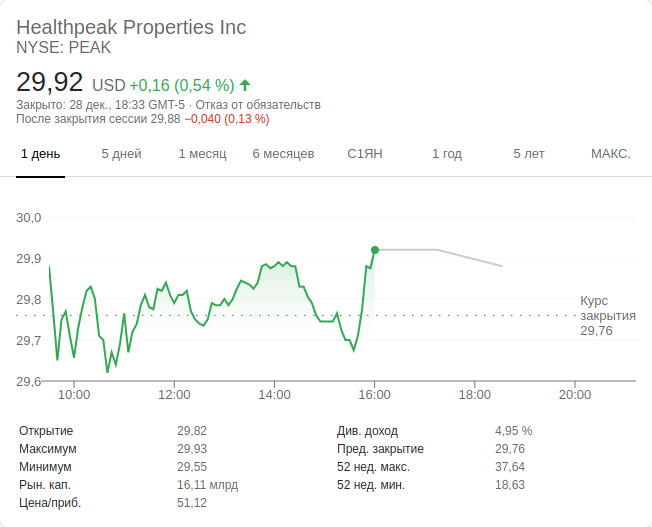 Healthpeak Properties Inc
NYSE: PEAK
29,92 USD +0,16 (0,54 %)
Закрыто: 28 дек., 18:33 GMT-5 · Отказ от обязательств
После закрытия сессии 29,88 −0,040 (0,13 %)
1 день 5 дней 1 месяц 6 месяцев С1ЯН 1 год 5 лет МАКС.
30,0
29,9
29,8
29,7
29,6
Курс
закрытия
29,76
10:00 12:00 14:00 16:00 18:00 20:00
Открытие 29,82 Див. доход 4,95 %
Максимум 29,93 Пред. закрытие 29,76
Минимум 29,55 52 нед. макс. 37,64
Рын. кап. 16,11 млрд 52 нед. мин. 18,63
Цена/приб. 51,12